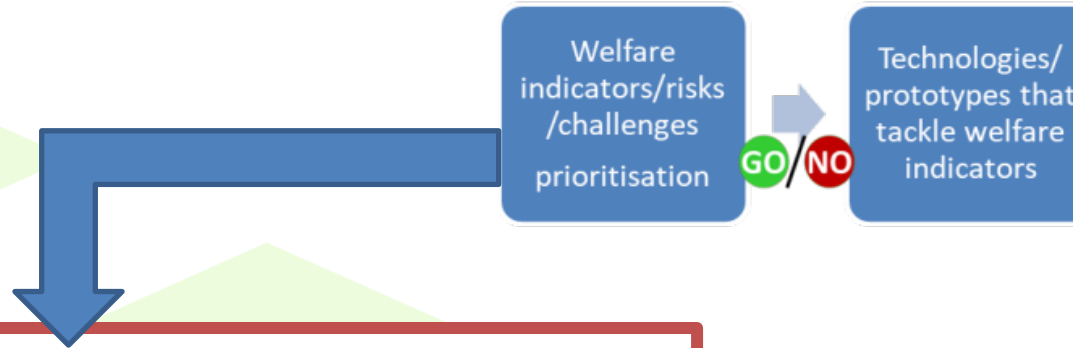 Welfare
indicators/risks
/challenges
prioritisation
GO/NO
Technologies/
prototypes that
tackle welfare
indicators